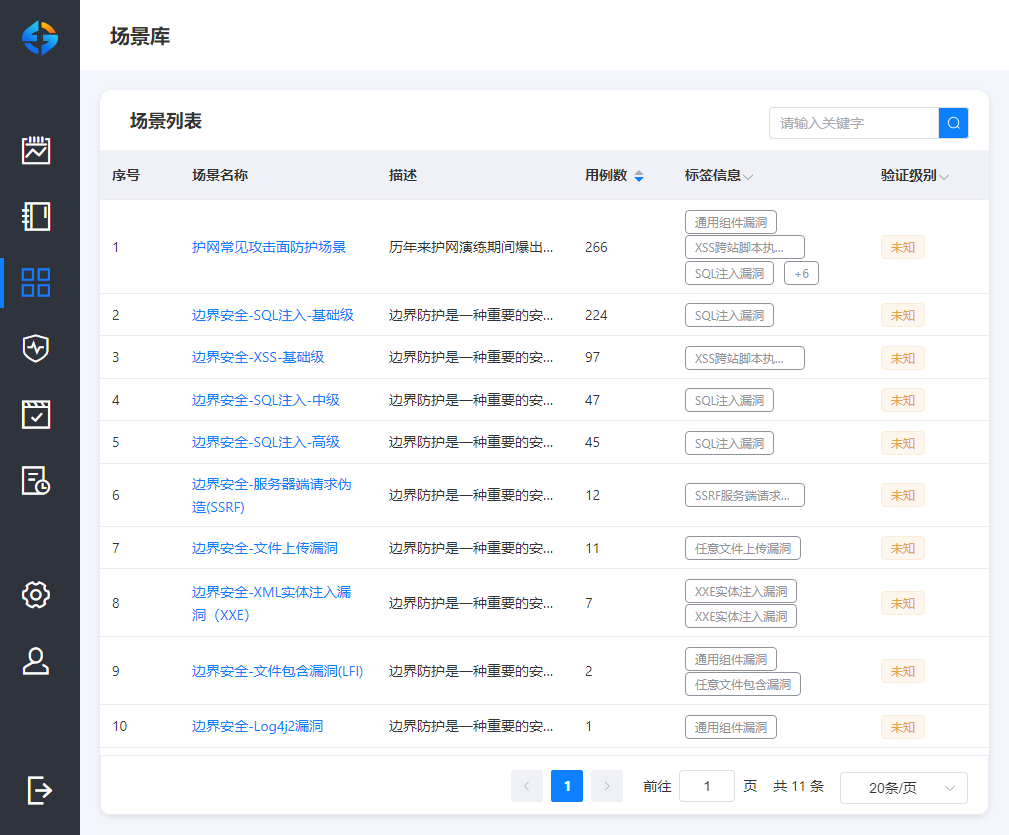 场景库
场景列表
请输入关键字
序号 场景名称 描述 用例数 标签信息 验证级别
1 护网常见攻击面防护场景 历年来护网演练期间爆出... 266 通用组件漏洞 未知
XSS跨站脚本执...
SQL注入漏洞 +6
2 边界安全-SQL注入-基础级 边界防护是一种重要的安... 224 SQL注入漏洞 未知
3 边界安全-XSS-基础级 边界防护是一种重要的安... 97 XSS跨站脚本执... 未知
4 边界安全-SQL注入-中级 边界防护是一种重要的安... 47 SQL注入漏洞 未知
5 边界安全-SQL注入-高级 边界防护是一种重要的安... 45 SQL注入漏洞 未知
6 边界安全-服务器端请求伪 边界防护是一种重要的安... 12 SSRF服务端请求... 未知
造(SSRF)
7 边界安全-文件上传漏洞 边界防护是一种重要的安... 11 任意文件上传漏洞 未知
8 边界安全-XML实体注入漏 边界防护是一种重要的安... 7 XXE实体注入漏洞 未知
洞（XXE） XXE实体注入漏洞
9 边界安全-文件包含漏洞(LFI) 边界防护是一种重要的安... 2 通用组件漏洞 未知
任意文件包含漏洞
10 边界安全-Log4j2漏洞 边界防护是一种重要的安... 1 通用组件漏洞 未知
1 前往 1 页 共 11 条 20条/页